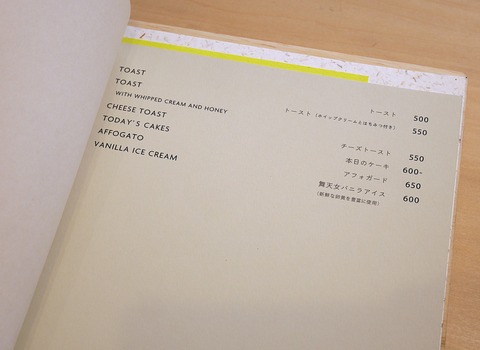 TOAST
TOAST
WITH WHIPPED CREAM AND HONEY
CHEESE TOAST
TODAY'S CAKES
AFFOGATO
VANILLA ICE CREAM
トースト 500
トースト (ホイップクリームとはちみつ付き) 550
チーズトースト 550
本日のケーキ 600-
アフォガード 650
舞天女バニラアイス 600